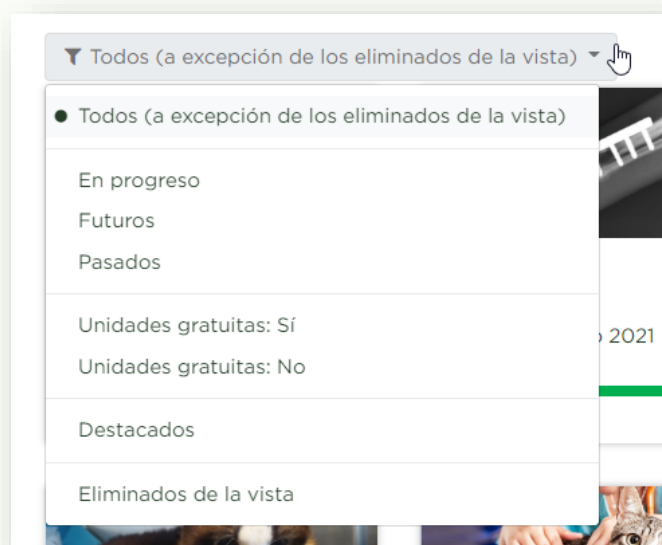 Todos (a excepción de los eliminados de la vista)
Todos (a excepción de los eliminados de la vista)
En progreso
Futuros
Pasados
Unidades gratuitas: Sí
Unidades gratuitas: No
2021
Destacados
Eliminados de la vista